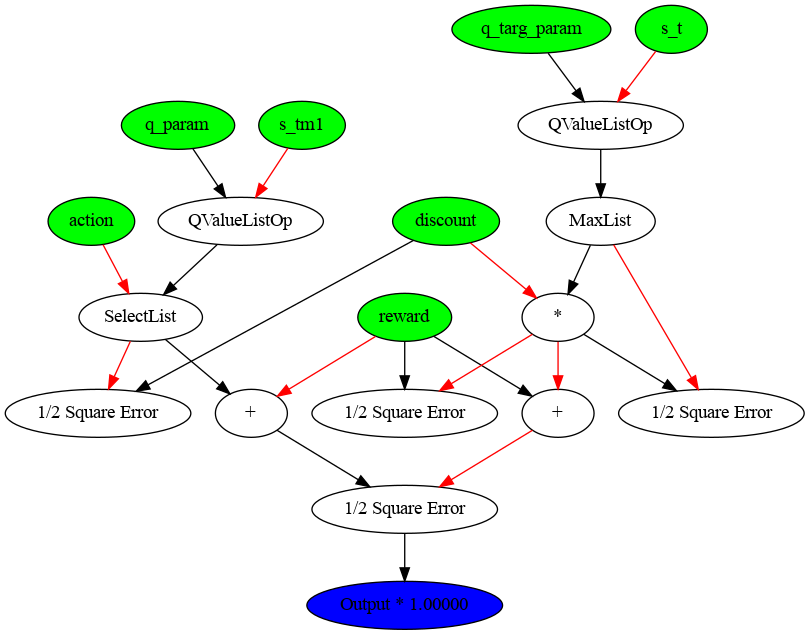 q_targ_param
s_t
q_param
s_tm1
QValueListOp
action
QValueListOp
discount
MaxList
SelectList
reward
*
1/2 Square Error
+
1/2 Square Error
+
1/2 Square Error
1/2 Square Error
Output * 1.00000